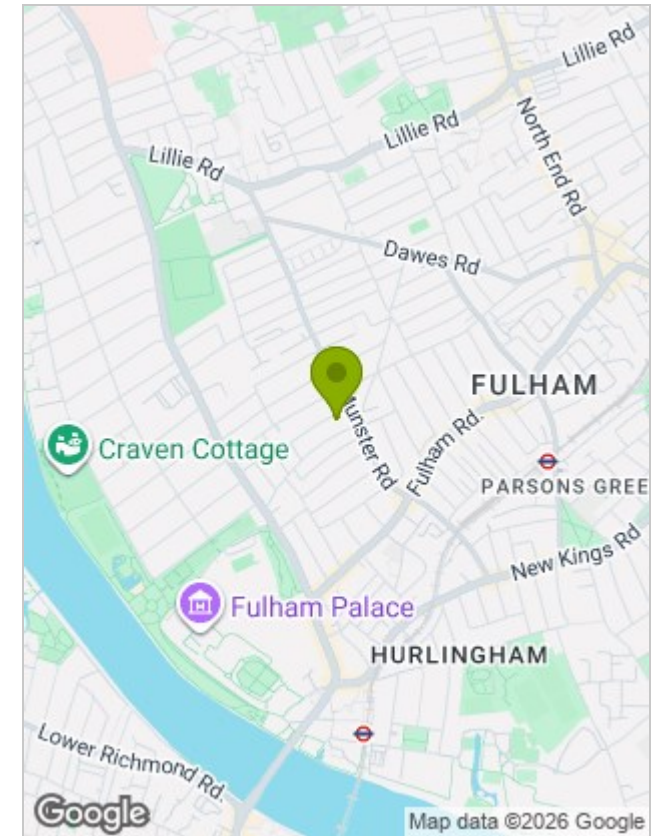 Lillie Rd
Lillie Rd
Lillie Rd
North End Rd
Dawes Rd
FULHAM
Munster Rd
Fulham Rd.
Craven Cottage
PARSONS GREE
New Kings Rd
Fulham Palace
HURLINGHAM
Lower Richmond Rd.
Google
Map data ©2026 Google